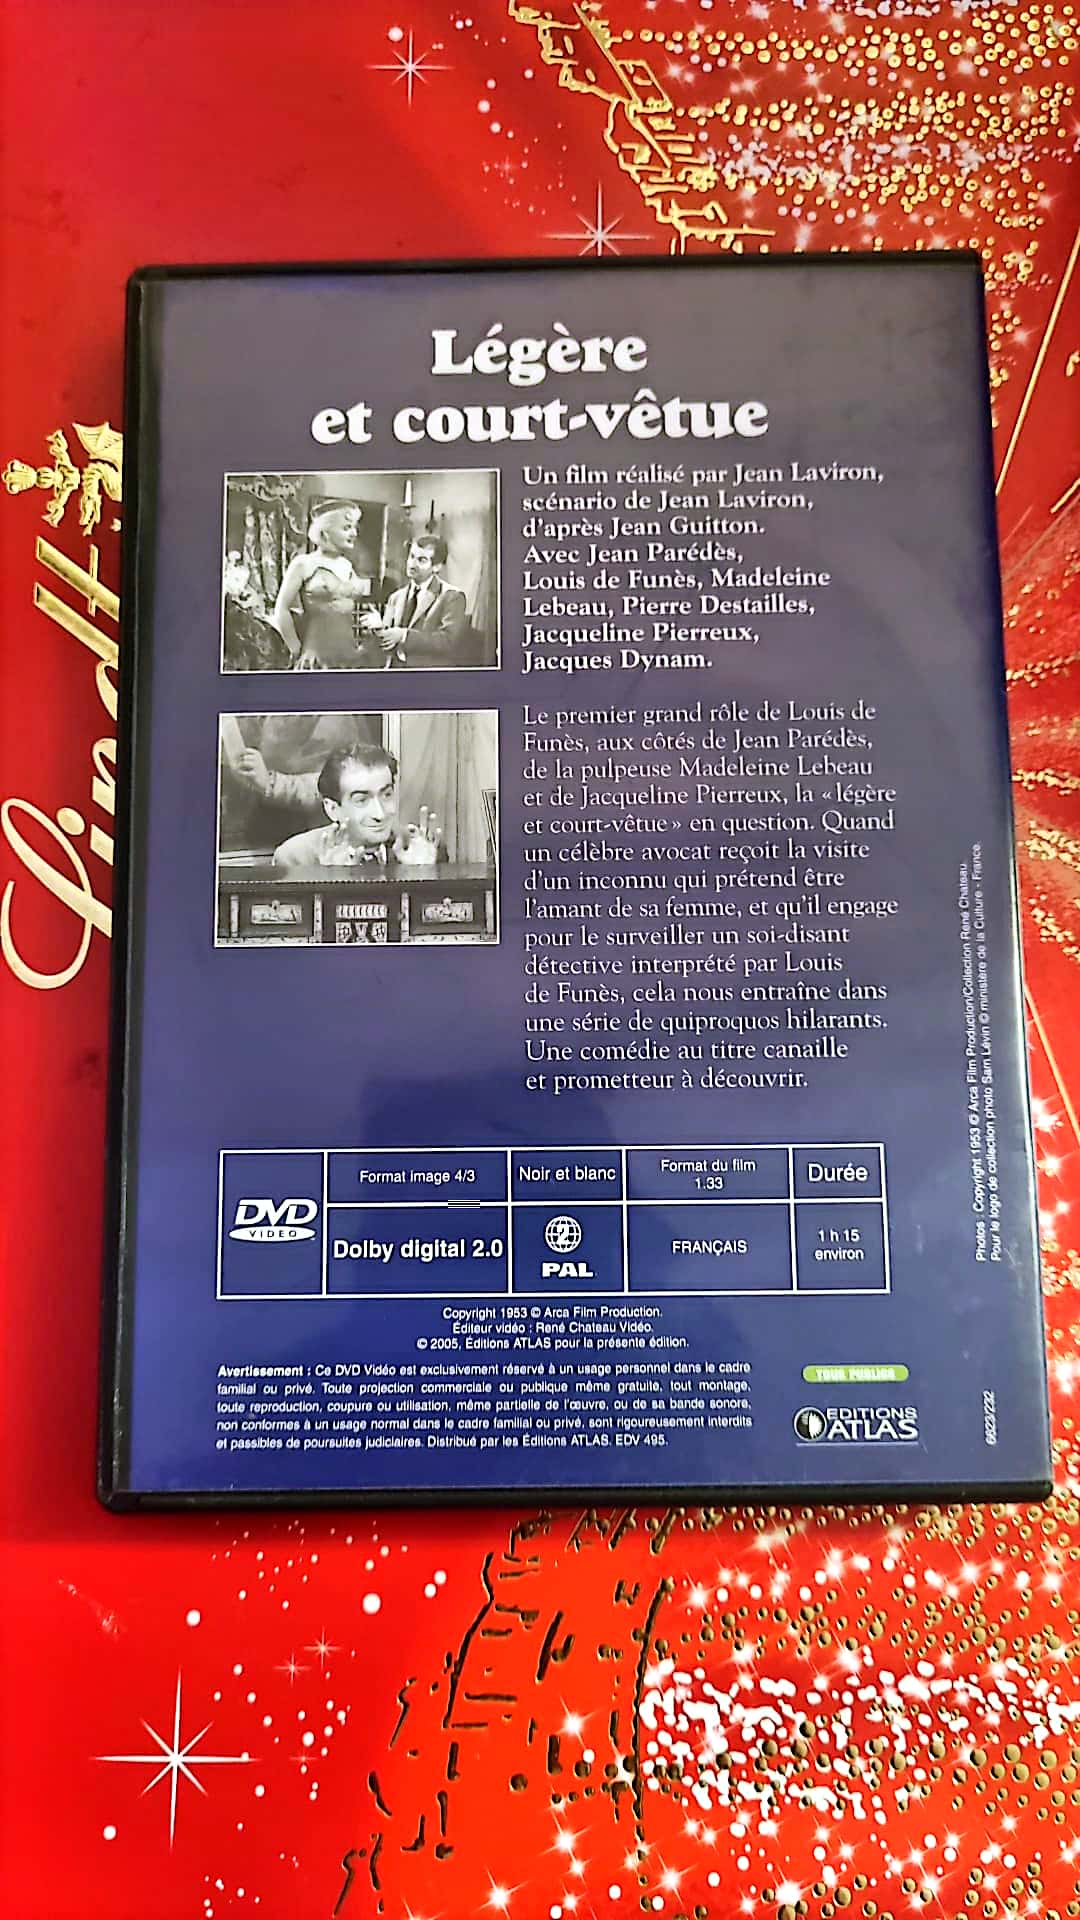 Lindt
Légère
et court-vêtue
Un film réalisé par Jean Laviron,
scénario de Jean Laviron,
d'après Jean Guitton.
Avec Jean Parédès,
Louis de Funès, Madeleine
Lebeau, Pierre Destailles,
Jacqueline Pierreux,
Jacques Dynam.
Le premier grand rôle de Louis de
Funès, aux côtés de Jean Parédès,
de la pulpeuse Madeleine Lebeau
et de Jacqueline Pierreux, la « légère
et court-vêtue » en question. Quand
un célèbre avocat reçoit la visite
d'un inconnu qui prétend être
l'amant de sa femme, et qu'il engage
pour le surveiller un soi-disant
détective interprété par Louis
de Funès, cela nous entraîne dans
une série de quiproquos hilarants.
Une comédie au titre canaille
et prometteur à découvrir.
Photos : Copyright 1953 © Arca Film Production/Collection René Chateau.
Pour le logo de collection photo Sam Lévin © ministère de la Culture - France.
DVD
VIDEO
Format image 4/3
Noir et blanc
Format du film
1.33
Durée
Dolby digital 2.0
2
PAL
FRANÇAIS
1 h 15
environ
Copyright 1953 © Arca Film Production.
Éditeur vidéo : René Chateau Vidéo.
© 2005, Éditions ATLAS pour la présente édition.
Avertissement : Ce DVD Vidéo est exclusivement réservé à un usage personnel dans le cadre
familial ou privé. Toute projection commerciale ou publique même gratuite, tout montage,
toute reproduction, coupure ou utilisation, même partielle de l'œuvre, ou de sa bande sonore,
non conformes à un usage normal dans le cadre familial ou privé, sont rigoureusement interdits
et passibles de poursuites judiciaires. Distribué par les Éditions ATLAS. EDV 495.
TOUS PUBLICS
EDITIONS
ATLAS
6623/232